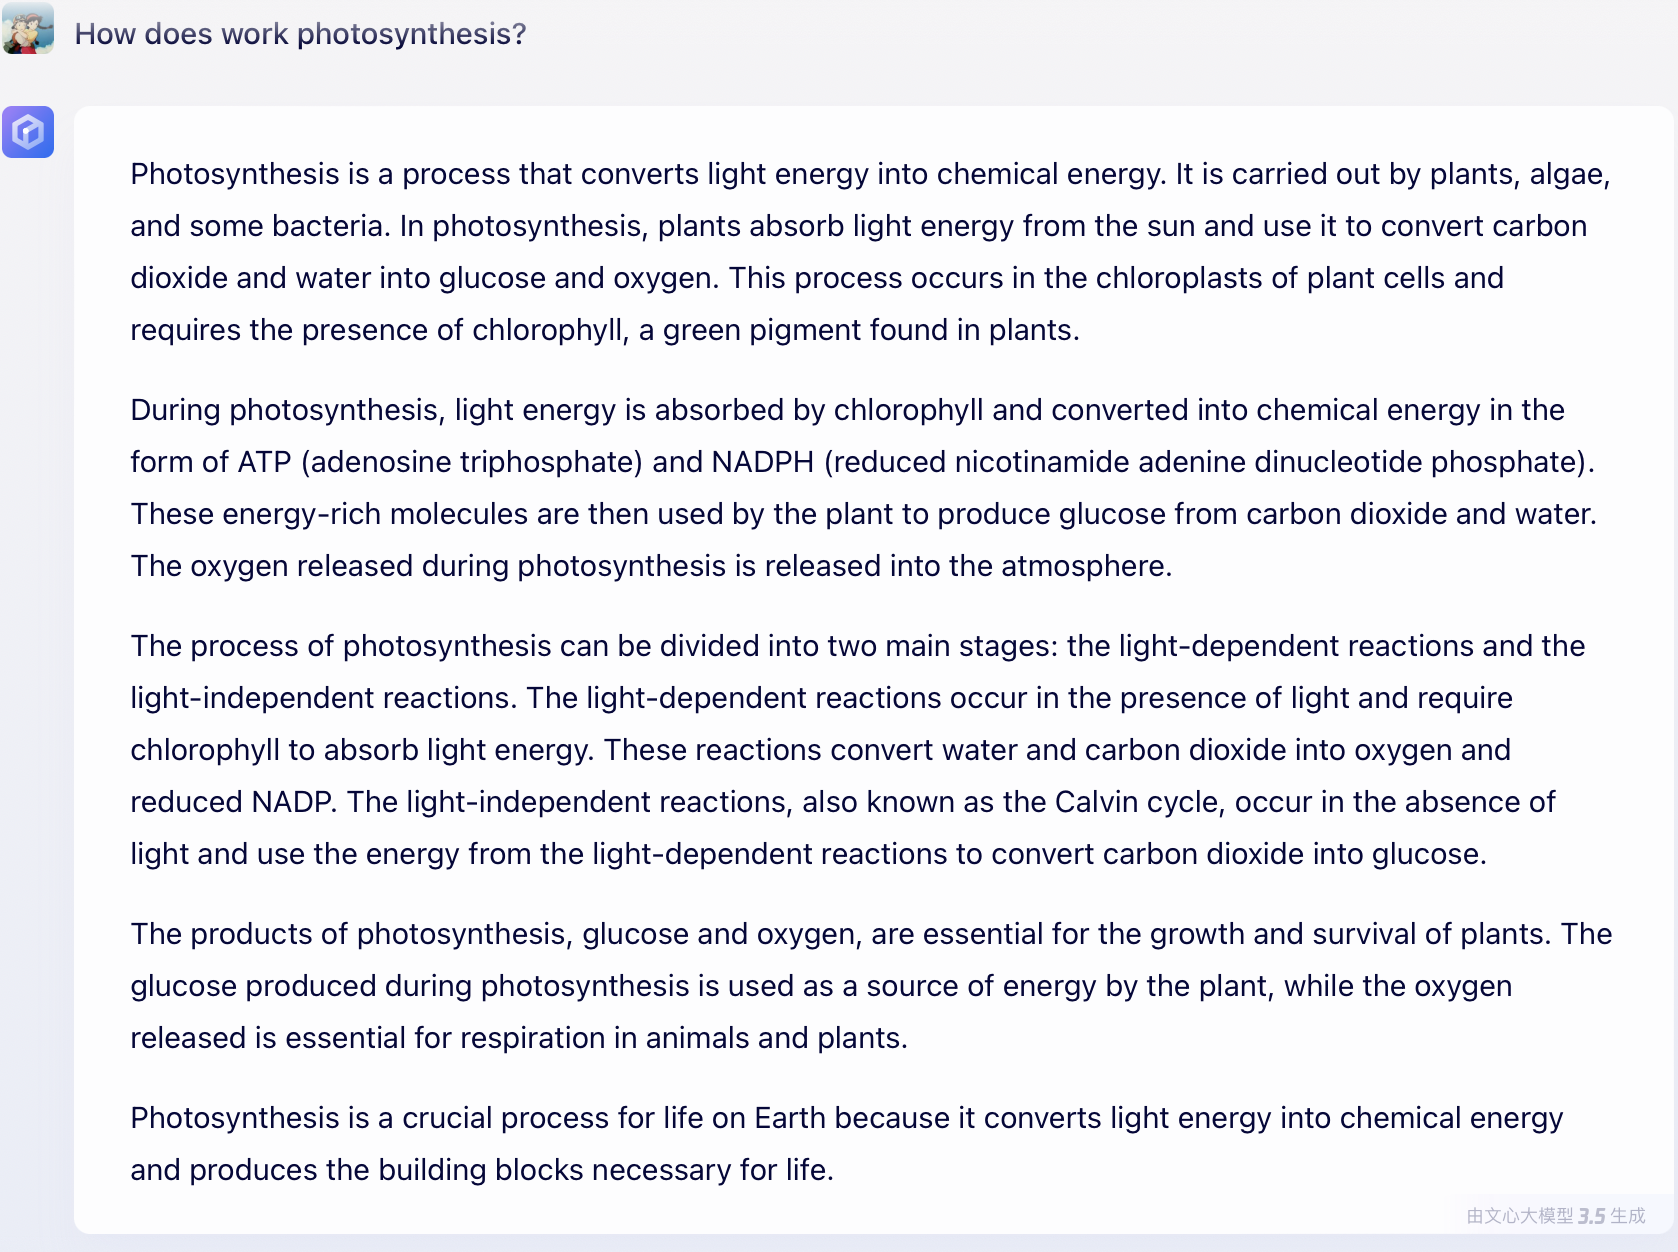 How does work photosynthesis?
Photosynthesis is a process that converts light energy into chemical energy. It is carried out by plants, algae,
and some bacteria. In photosynthesis, plants absorb light energy from the sun and use it to convert carbon
dioxide and water into glucose and oxygen. This process occurs in the chloroplasts of plant cells and
requires the presence of chlorophyll, a green pigment found in plants.
During photosynthesis, light energy is absorbed by chlorophyll and converted into chemical energy in the
form of ATP (adenosine triphosphate) and NADPH (reduced nicotinamide adenine dinucleotide phosphate).
These energy-rich molecules are then used by the plant to produce glucose from carbon dioxide and water.
The oxygen released during photosynthesis is released into the atmosphere.
The process of photosynthesis can be divided into two main stages: the light-dependent reactions and the
light-independent reactions. The light-dependent reactions occur in the presence of light and require
chlorophyll to absorb light energy. These reactions convert water and carbon dioxide into oxygen and
reduced NADP. The light-independent reactions, also known as the Calvin cycle, occur in the absence of
light and use the energy from the light-dependent reactions to convert carbon dioxide into glucose.
The products of photosynthesis, glucose and oxygen, are essential for the growth and survival of plants. The
glucose produced during photosynthesis is used as a source of energy by the plant, while the oxygen
released is essential for respiration in animals and plants.
Photosynthesis is a crucial process for life on Earth because it converts light energy into chemical energy
and produces the building blocks necessary for life.
由文心大模型 3.5 生成